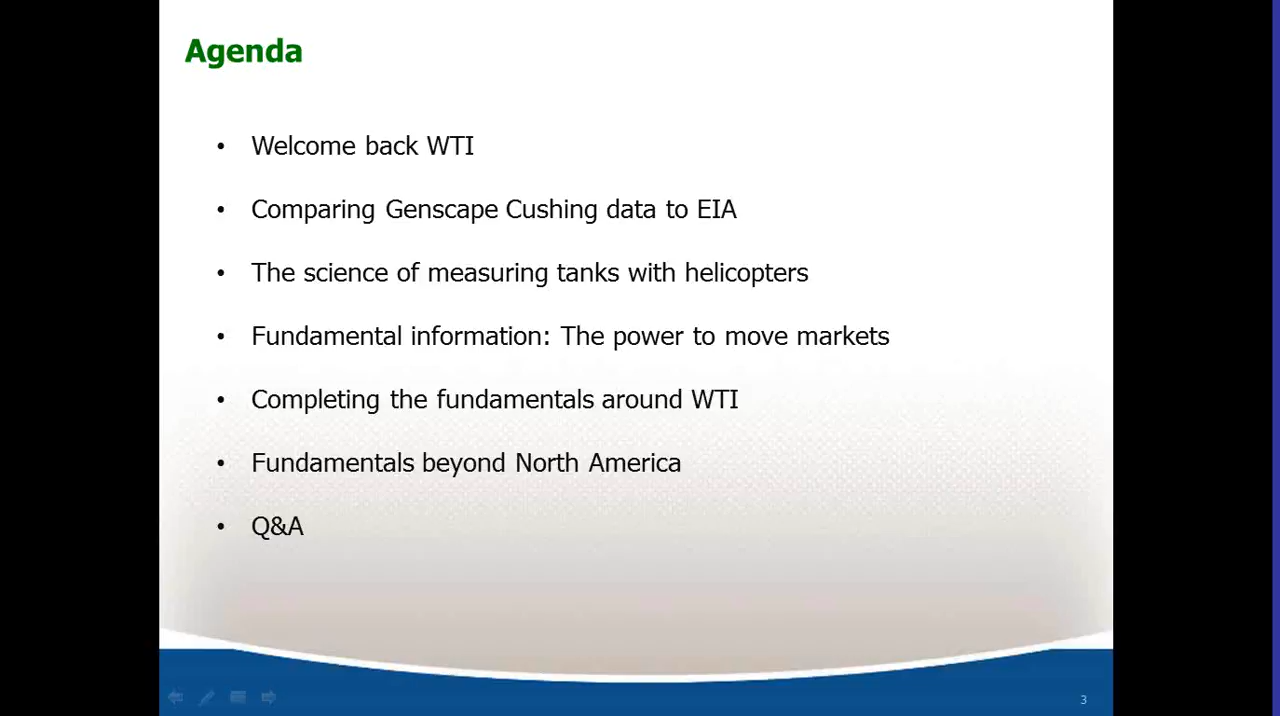 Agenda
• Welcome back WTI
• Comparing Genscape Cushing data to EIA
• The science of measuring tanks with helicopters
• Fundamental information: The power to move markets
• Completing the fundamentals around WTI
• Fundamentals beyond North America
• Q&A
3